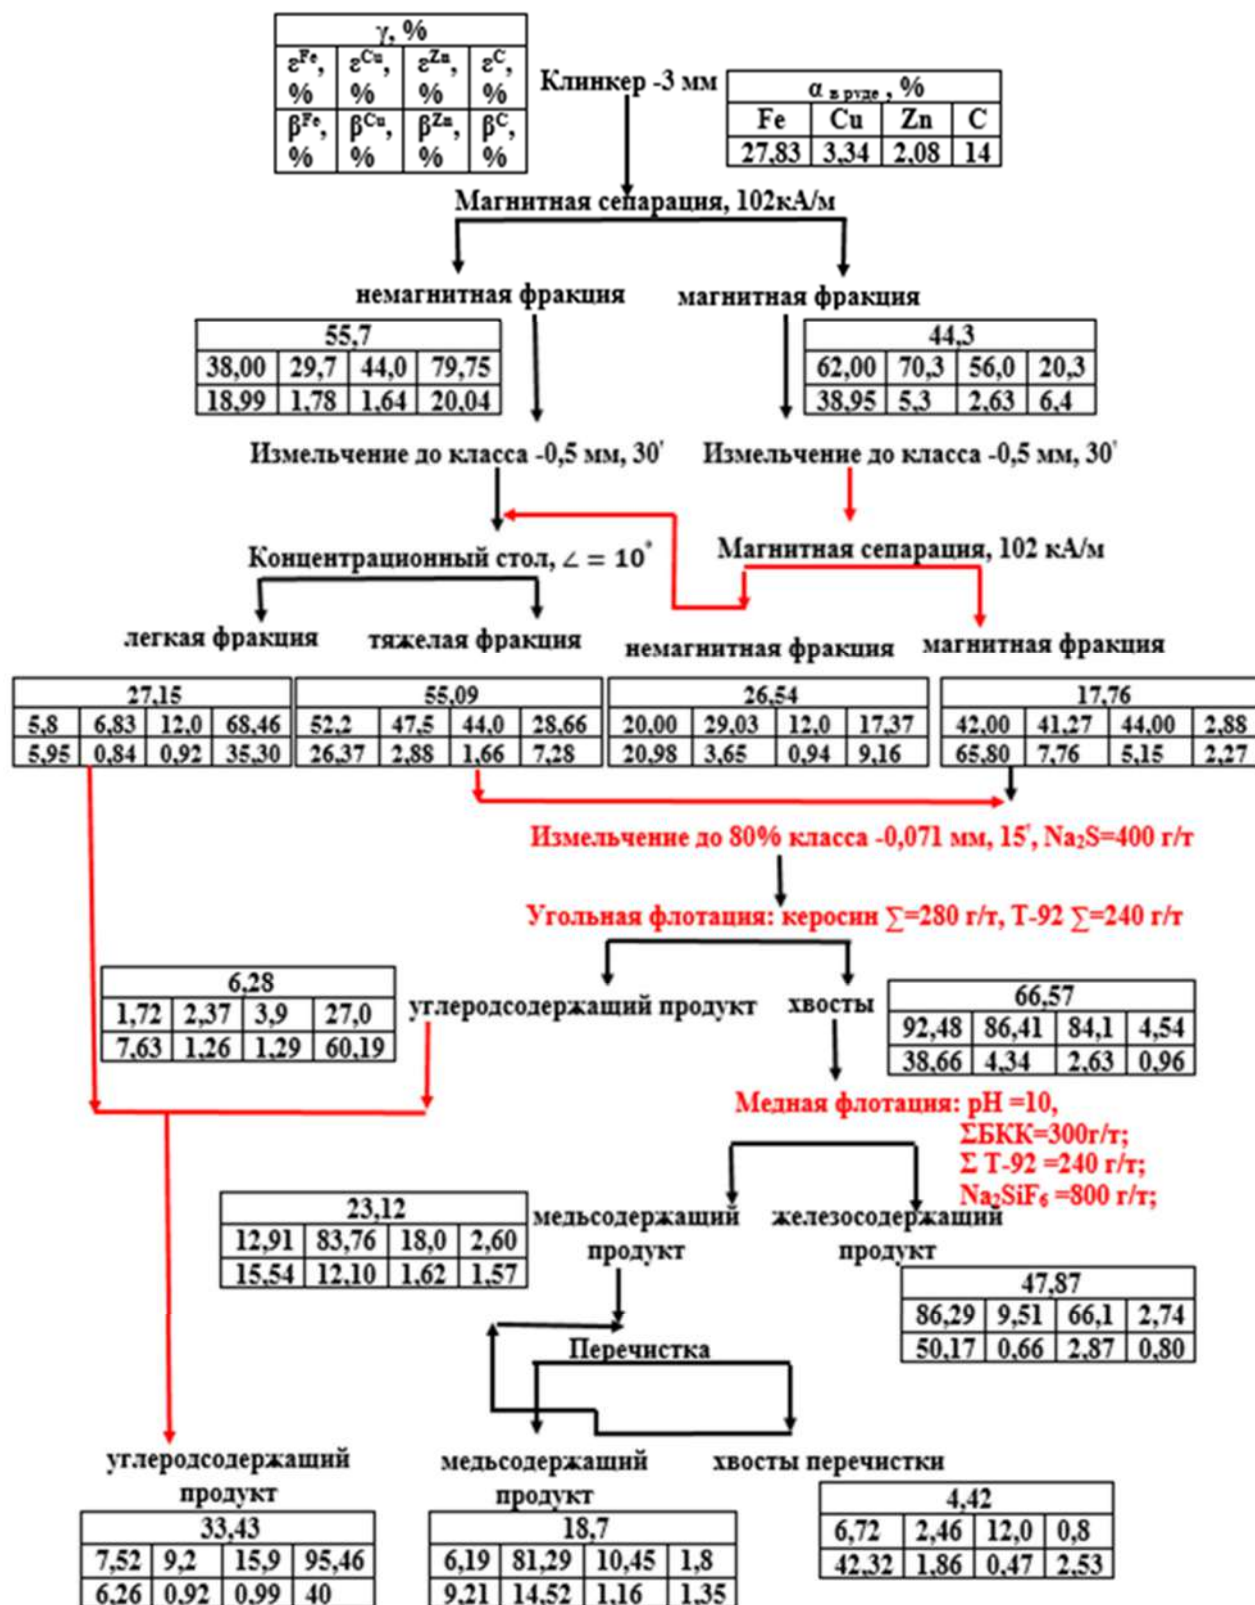 γ, %
ε^Fe, % ε^Cu, % ε^Zn, % ε^C, %
β^Fe, % β^Cu, % β^Zn, % β^C, %
Клинкер -3 мм
α в руде , %
Fe Cu Zn C
27,83 3,34 2,08 14
Магнитная сепарация, 102кА/м
немагнитная фракция
магнитная фракция
55,7
38,00 29,7 44,0 79,75
18,99 1,78 1,64 20,04
44,3
62,00 70,3 56,0 20,3
38,95 5,3 2,63 6,4
Измельчение до класса -0,5 мм, 30'
Измельчение до класса -0,5 мм, 30'
Концентрационный стол, ∠ = 10°
Магнитная сепарация, 102 кА/м
легкая фракция
тяжелая фракция
немагнитная фракция
магнитная фракция
27,15
5,8 6,83 12,0 68,46
5,95 0,84 0,92 35,30
55,09
52,2 47,5 44,0 28,66
26,37 2,88 1,66 7,28
26,54
20,00 29,03 12,0 17,37
20,98 3,65 0,94 9,16
17,76
42,00 41,27 44,00 2,88
65,80 7,76 5,15 2,27
Измельчение до 80% класса -0,071 мм, 15', Na₂S=400 г/т
Угольная флотация: керосин ∑=280 г/т, Т-92 ∑=240 г/т
6,28
1,72 2,37 3,9 27,0
7,63 1,26 1,29 60,19
углеродсодержащий продукт
хвосты
66,57
92,48 86,41 84,1 4,54
38,66 4,34 2,63 0,96
Медная флотация: pH =10,
ΣБКК=300г/т;
Σ Т-92 =240 г/т;
Na₂SiF₆ =800 г/т;
23,12
12,91 83,76 18,0 2,60
15,54 12,10 1,62 1,57
медьсодержащий
продукт
железосодержащий
продукт
47,87
86,29 9,51 66,1 2,74
50,17 0,66 2,87 0,80
Перечистка
углеродсодержащий
продукт
медьсодержащий
продукт
хвосты перечистки
33,43
7,52 9,2 15,9 95,46
6,26 0,92 0,99 40
18,7
6,19 81,29 10,45 1,8
9,21 14,52 1,16 1,35
4,42
6,72 2,46 12,0 0,8
42,32 1,86 0,47 2,53